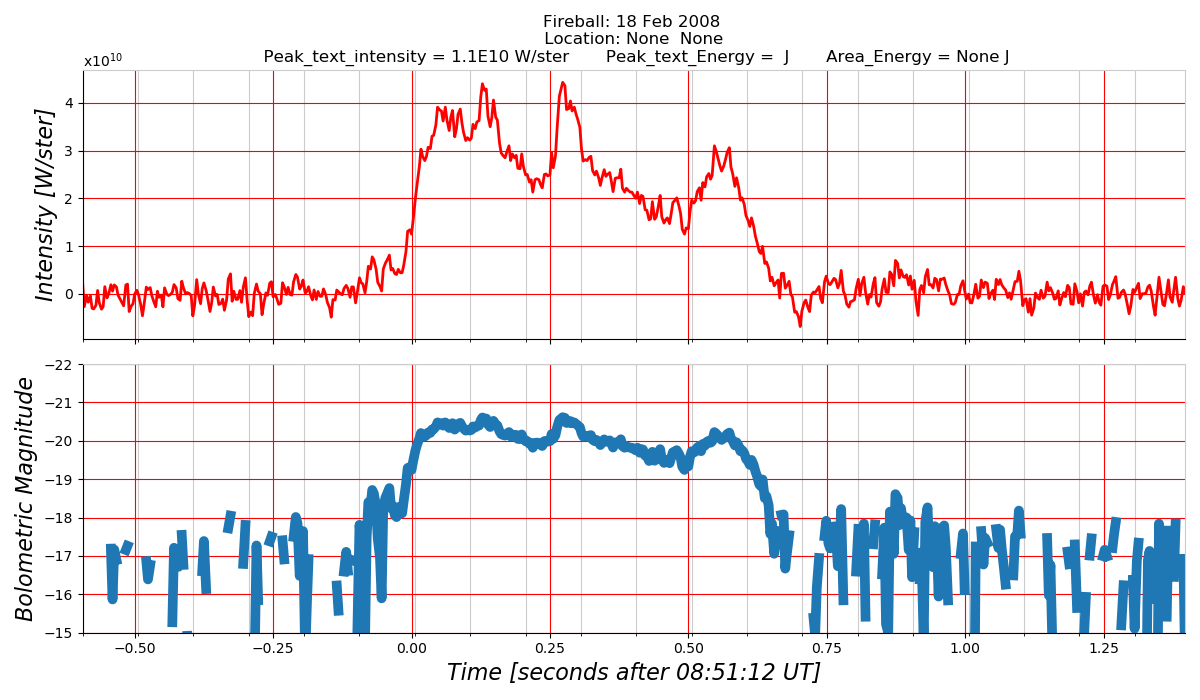 Fireball: 18 Feb 2008
Location: None  None
Peak_text_intensity = 1.1E10 W/ster       Peak_text_Energy =  J       Area_Energy = None J
x10¹⁰
4
3
2
1
0
Intensity [W/ster]
−22
−21
−20
−19
−18
−17
−16
−15
Bolometric Magnitude
−0.50 −0.25 0.00 0.25 0.50 0.75 1.00 1.25
Time [seconds after 08:51:12 UT]